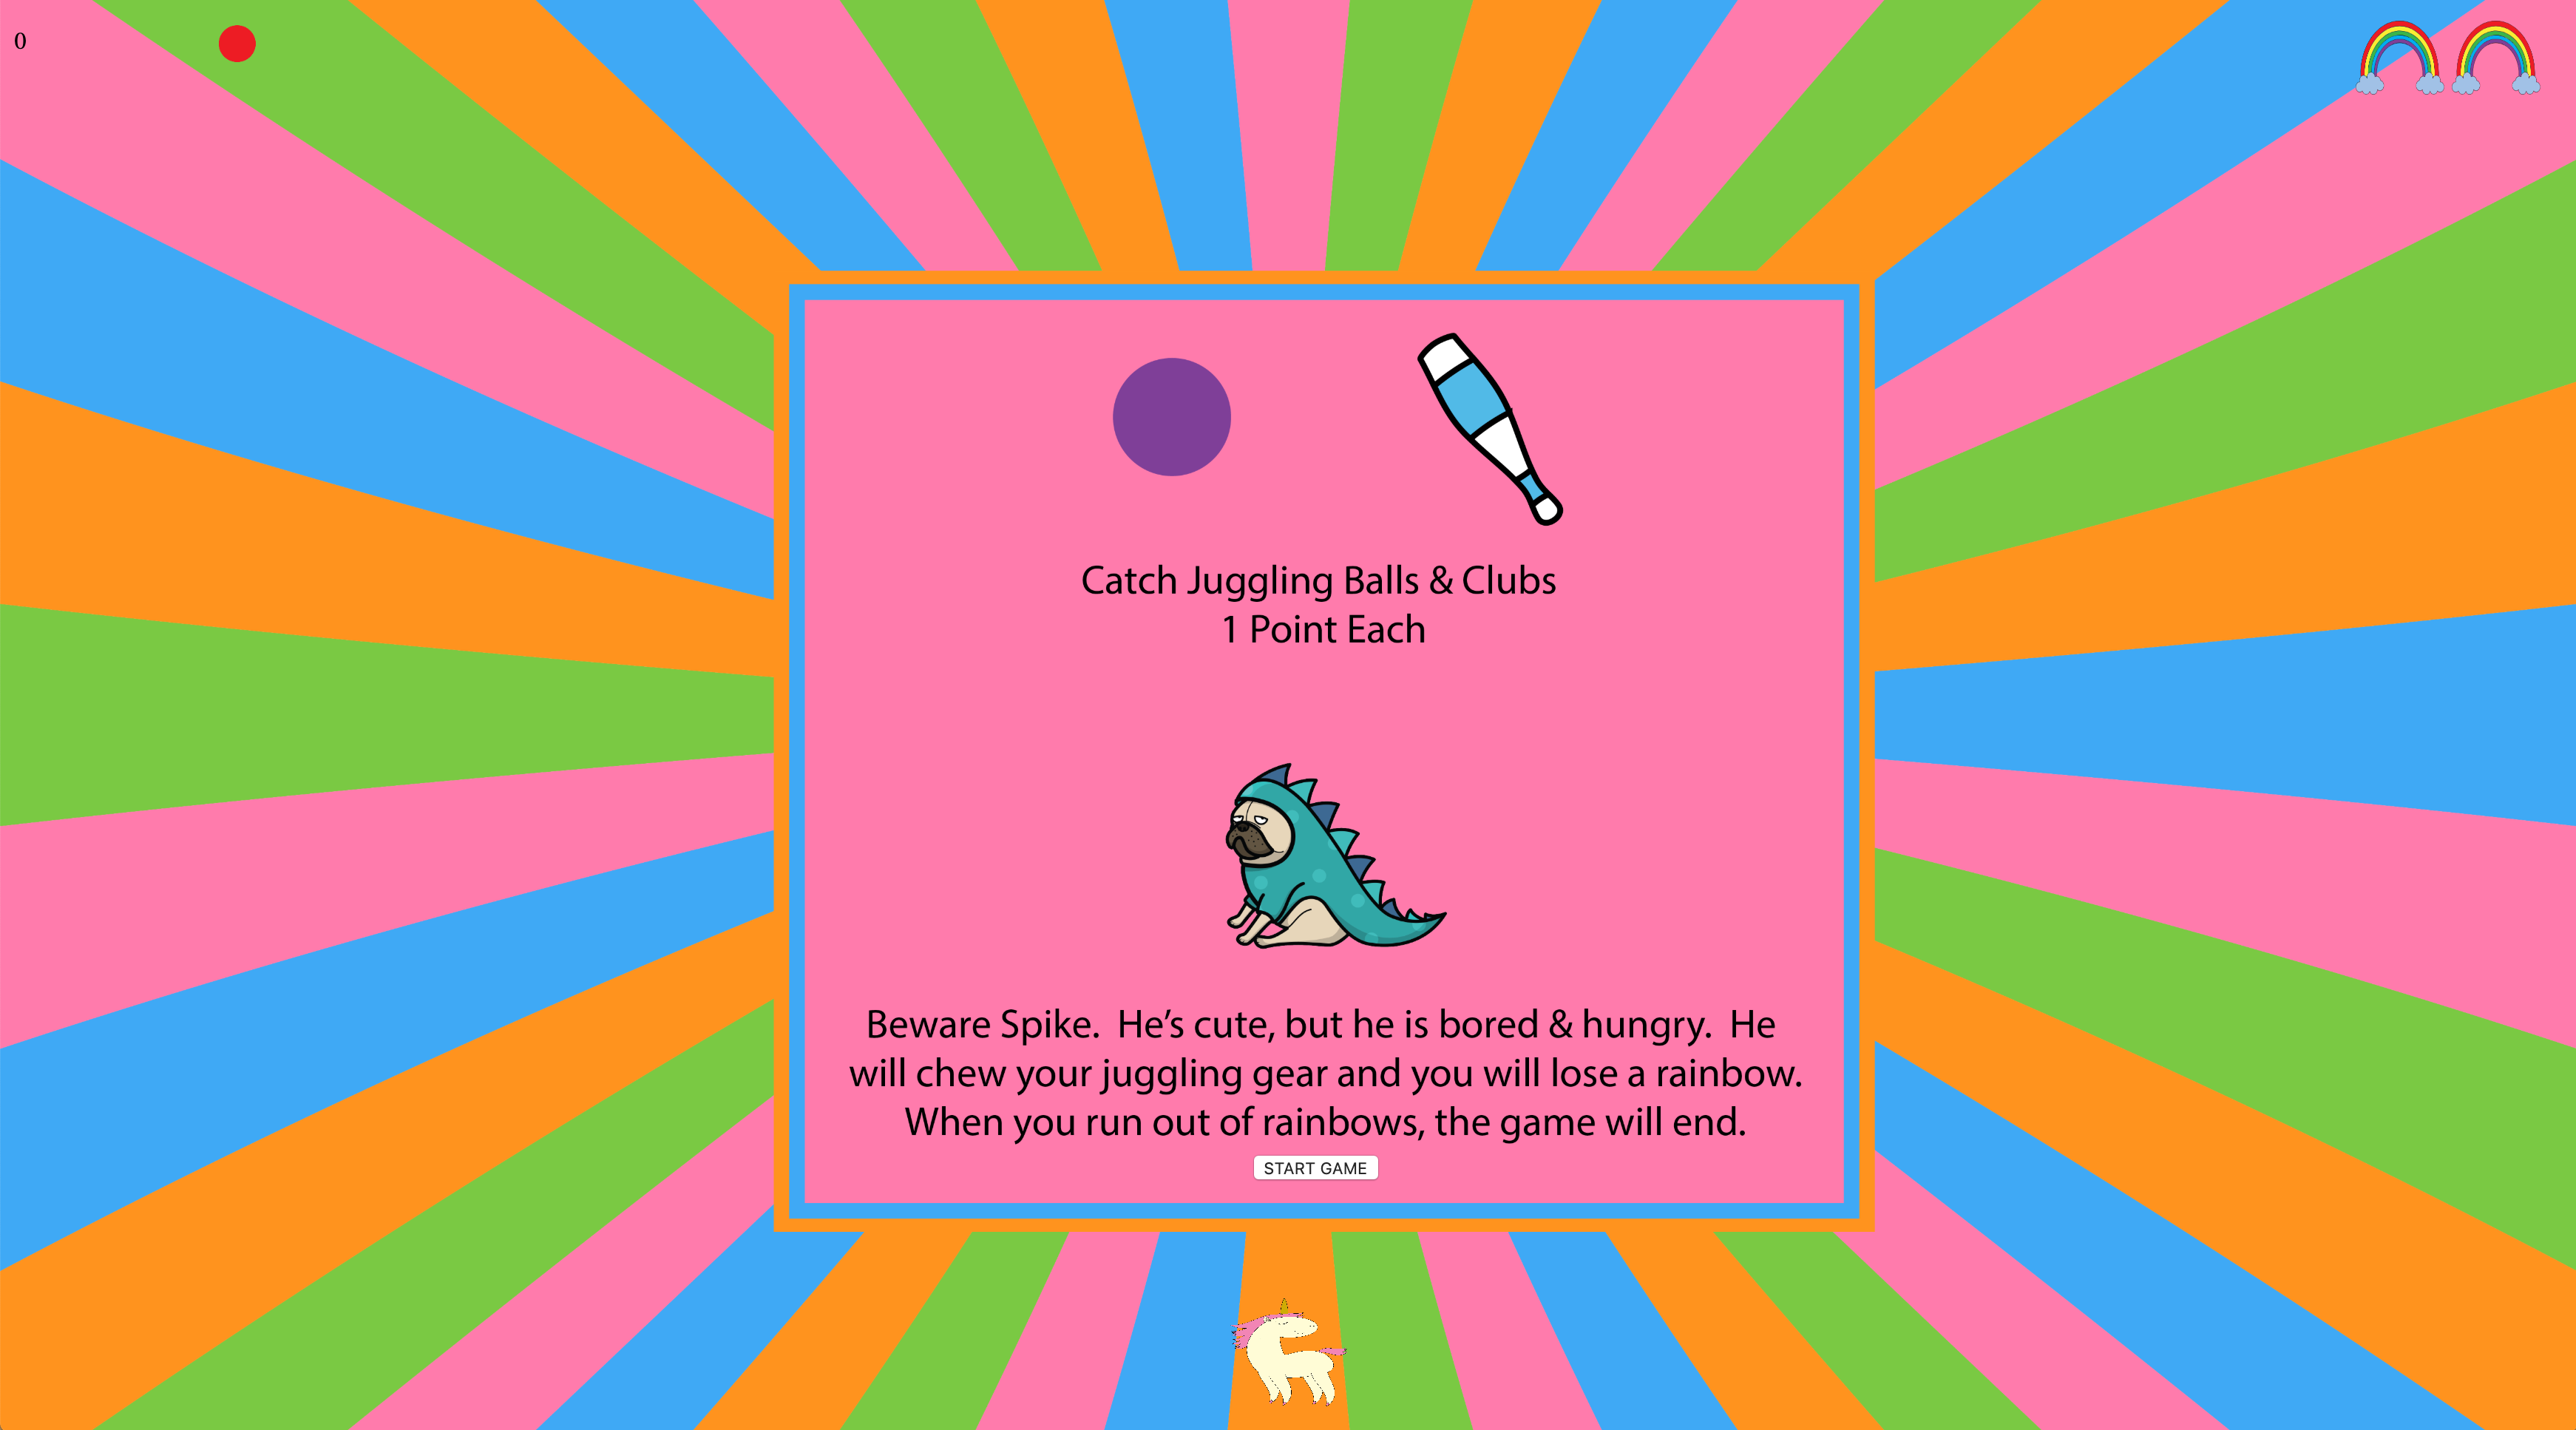 0
Catch Juggling Balls & Clubs
1 Point Each
Beware Spike.  He’s cute, but he is bored & hungry.  He
will chew your juggling gear and you will lose a rainbow.
When you run out of rainbows, the game will end.
START GAME